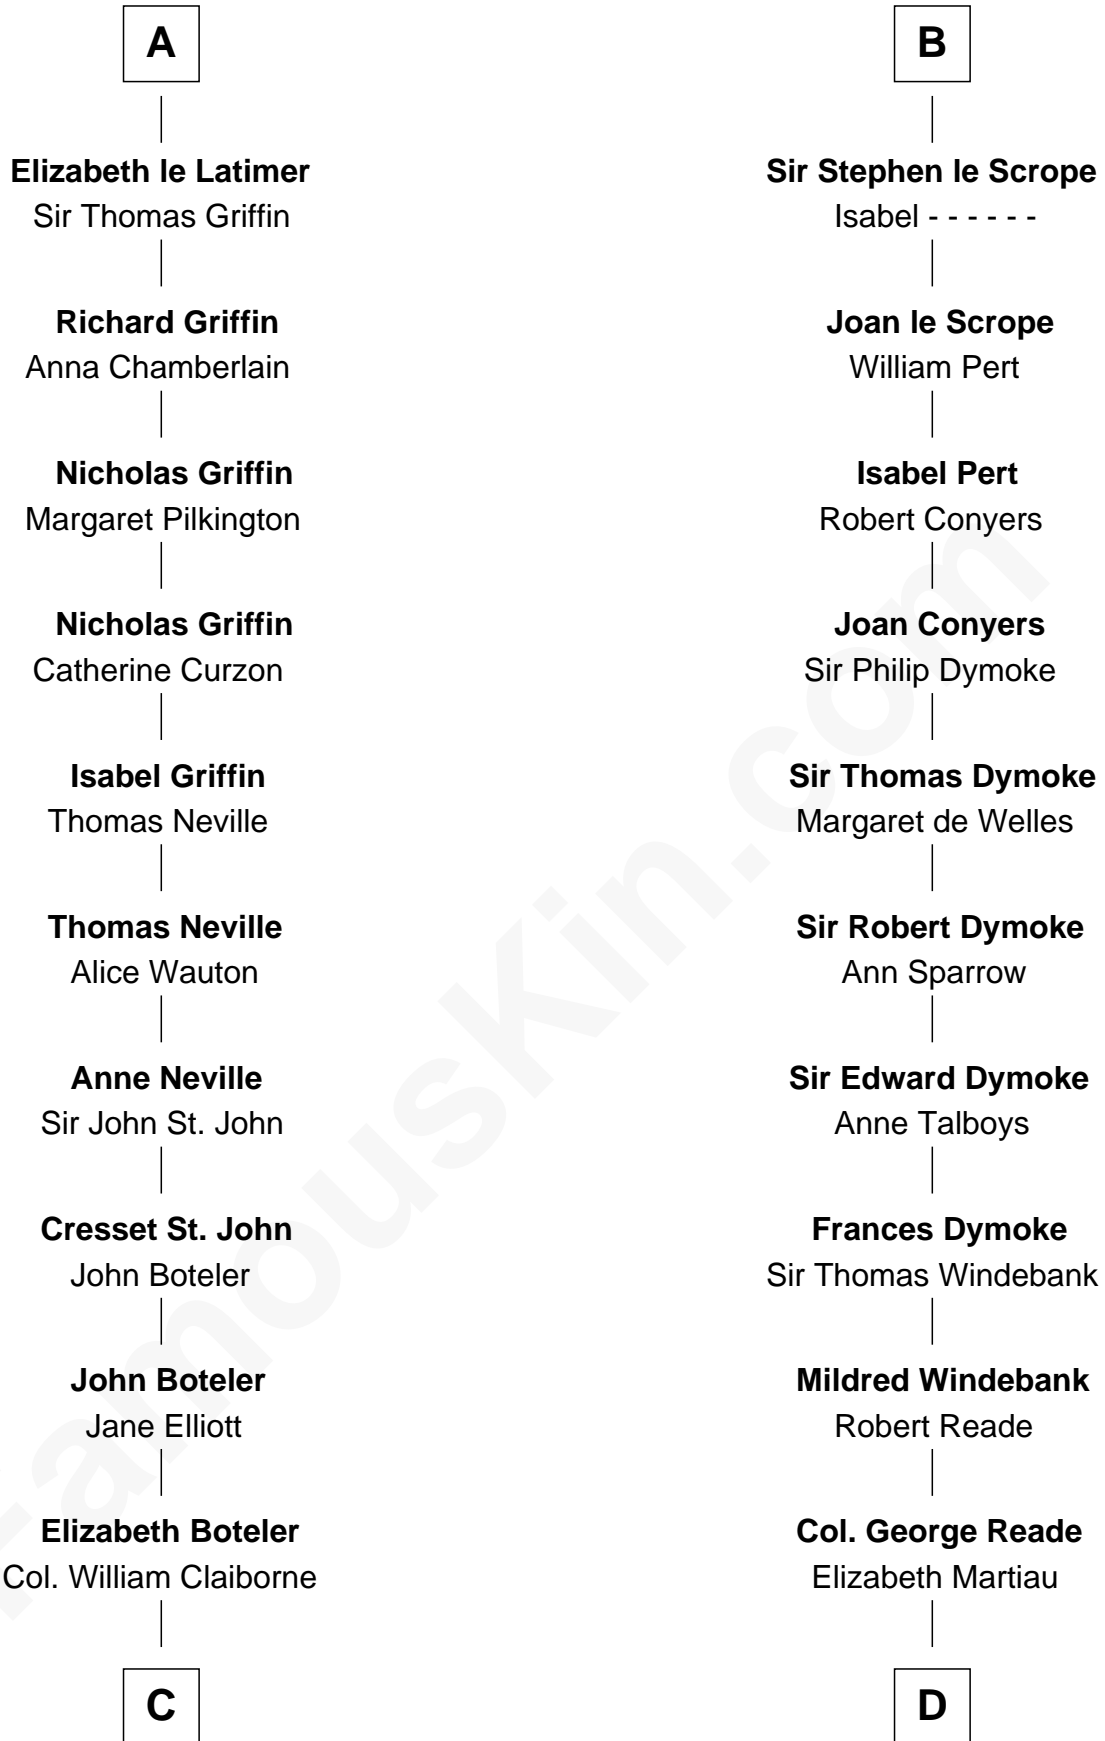 A
Elizabeth le Latimer
Sir Thomas Griffin
Richard Griffin
Anna Chamberlain
Nicholas Griffin
Margaret Pilkington
Nicholas Griffin
Catherine Curzon
Isabel Griffin
Thomas Neville
Thomas Neville
Alice Wauton
Anne Neville
Sir John St. John
Cresset St. John
John Boteler
John Boteler
Jane Elliott
Elizabeth Boteler
Col. William Claiborne
C
B
Sir Stephen le Scrope
Isabel - - - - - -
Joan le Scrope
William Pert
Isabel Pert
Robert Conyers
Joan Conyers
Sir Philip Dymoke
Sir Thomas Dymoke
Margaret de Welles
Sir Robert Dymoke
Ann Sparrow
Sir Edward Dymoke
Anne Talboys
Frances Dymoke
Sir Thomas Windebank
Mildred Windebank
Robert Reade
Col. George Reade
Elizabeth Martiau
D
FamousKin.com